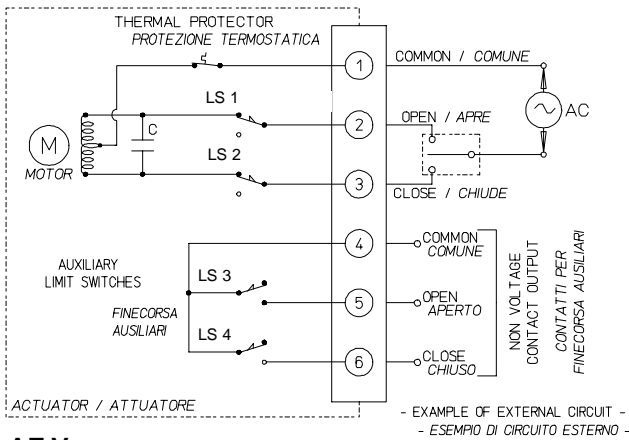 THERMAL PROTECTOR
PROTEZIONE TERMOSTATICA
1
COMMON / COMUNE
LS 1
2
OPEN / APRE
AC
C
M
MOTOR
LS 2
3
CLOSE / CHIUDE
4
COMMON
COMUNE
AUXILIARY
LIMIT SWITCHES
LS 3
FINECORSA
AUSILIARI
5
OPEN
APERTO
LS 4
6
CLOSE
CHIUSO
NON VOLTAGE
CONTACT OUTPUT
CONTATTI PER
FINECORSA AUSILIARI
ACTUATOR / ATTUATORE
- EXAMPLE OF EXTERNAL CIRCUIT -
- ESEMPIO DI CIRCUITO ESTERNO -